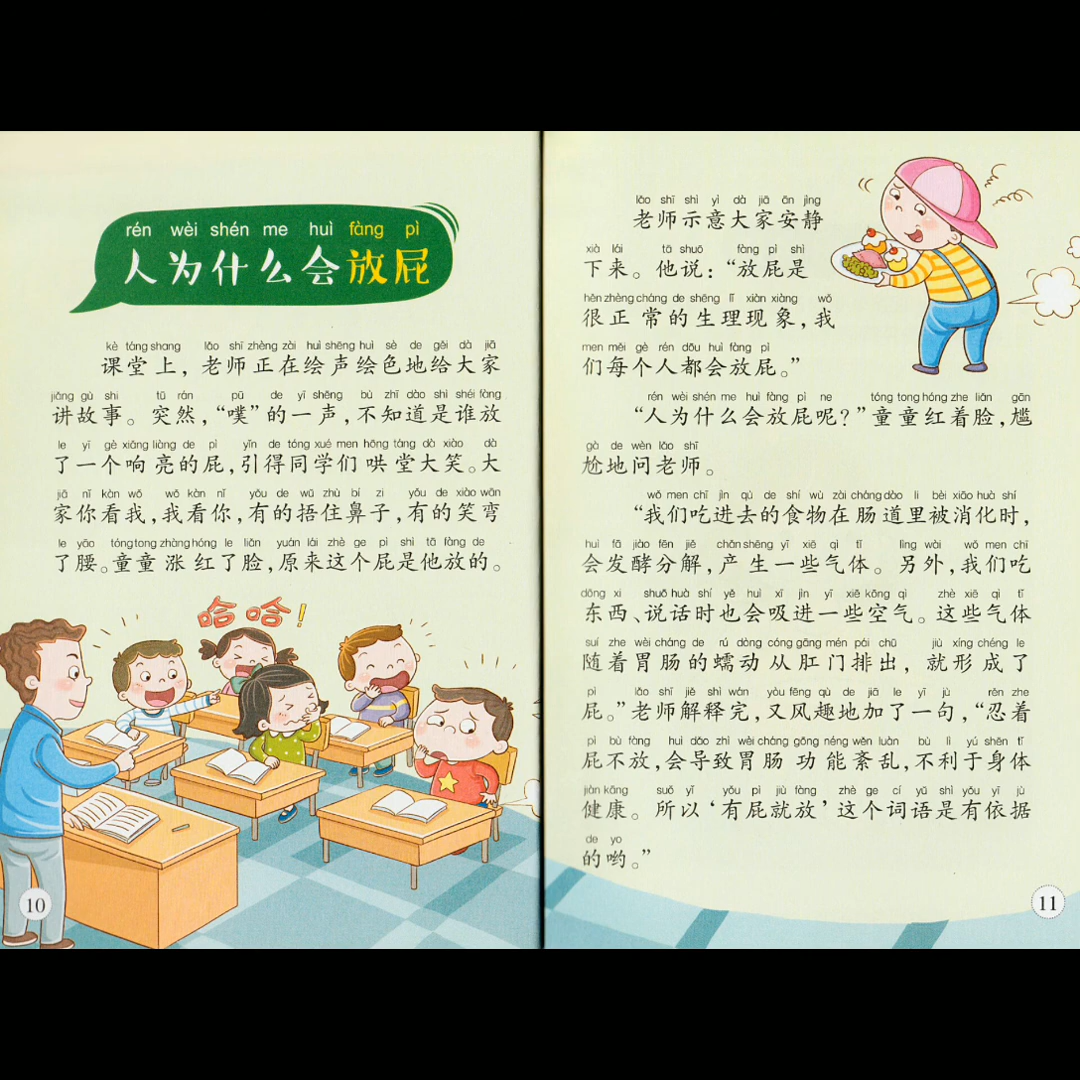 rén wèi shén me huì fàng pì
人为什么会放屁
kè táng shang lǎo shī zhèng zài huì shēng huì sè de gěi dà jiā
课堂上，老师正在绘声绘色地给大家
jiǎng gù shi tū rán pū de yī shēng bù zhī dào shì shéi fàng
讲故事。突然，“噗”的一声，不知道是谁放
le yī gè xiǎng liàng de pì yǐn de tóng xué men hōng táng dà xiào dà
了一个响亮的屁，引得同学们哄堂大笑。大
jiā nǐ kàn wǒ wǒ kàn nǐ yǒu de wǔ zhù bí zi yǒu de xiào wān
家你看我，我看你，有的捂住鼻子，有的笑弯
le yāo tóng tong zhàng hóng le liǎn yuán lái zhè ge pì shì tā fàng de
了腰。童童涨红了脸，原来这个屁是他放的。
哈哈！
10
lǎo shī shì yì dà jiā ān jìng
老师示意大家安静
xià lái tā shuō fàng pì shì
下来。他说：“放屁是
hěn zhèng cháng de shēng lǐ xiàn xiàng wǒ
很正常的生理现象，我
men měi gè rén dōu huì fàng pì
们每个人都会放屁。”
rén wèi shén me huì fàng pì ne tóng tong hóng zhe liǎn gān
“人为什么会放屁呢？”童童红着脸，尴
gà de wèn lǎo shī
尬地问老师。
wǒ men chī jìn qù de shí wù zài cháng dào li bèi xiāo huà shí
“我们吃进去的食物在肠道里被消化时，
huì fā jiào fēn jiě chǎn shēng yī xiē qì tǐ lìng wài wǒ men chī
会发酵分解，产生一些气体。另外，我们吃
dōng xi shuō huà shí yě huì xī jìn yī xiē kōng qì zhè xiē qì tǐ
东西、说话时也会吸进一些空气。这些气体
suí zhe wèi cháng de rú dòng cóng gāng mén pái chū jiù xíng chéng le
随着胃肠的蠕动从肛门排出，就形成了
pì lǎo shī jiě shì wán yòu fēng qù de jiā le yī jù rěn zhe
屁。”老师解释完，又风趣地加了一句，“忍着
pì bù fàng huì dǎo zhì wèi cháng gōng néng wěn luàn bù lì yú shēn tǐ
屁不放，会导致胃肠功能紊乱，不利于身体
jiàn kāng suǒ yǐ yǒu pì jiù fàng zhè ge cí yǔ shì yǒu yī jù
健康。所以‘有屁就放’这个词语是有依据
de yo
的哟。”
11